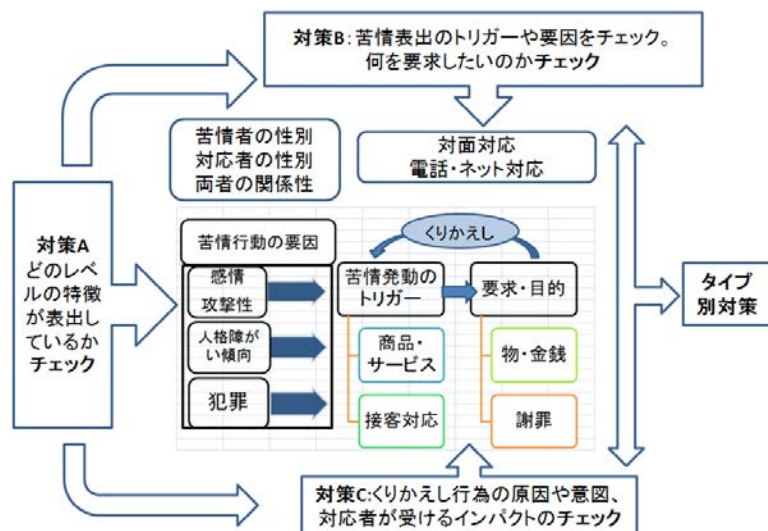 対策B:苦情表出のトリガーや要因をチェック。
何を要求したいのかチェック
苦情者の性別
対応者の性別
両者の関係性
対面対応
電話・ネット対応
対策A
どのレベ
ルの特徴
が表出し
ているか
チェック
苦情行動の要因
感情
攻撃性
人格障が
い傾向
犯罪
くりかえし
苦情発動の
トリガー
要求・目的
商品・
サービス
物・金銭
接客対応
謝罪
タイプ
別対策
対策C:くりかえし行為の原因や意図、
対応者が受けるインパクトのチェック